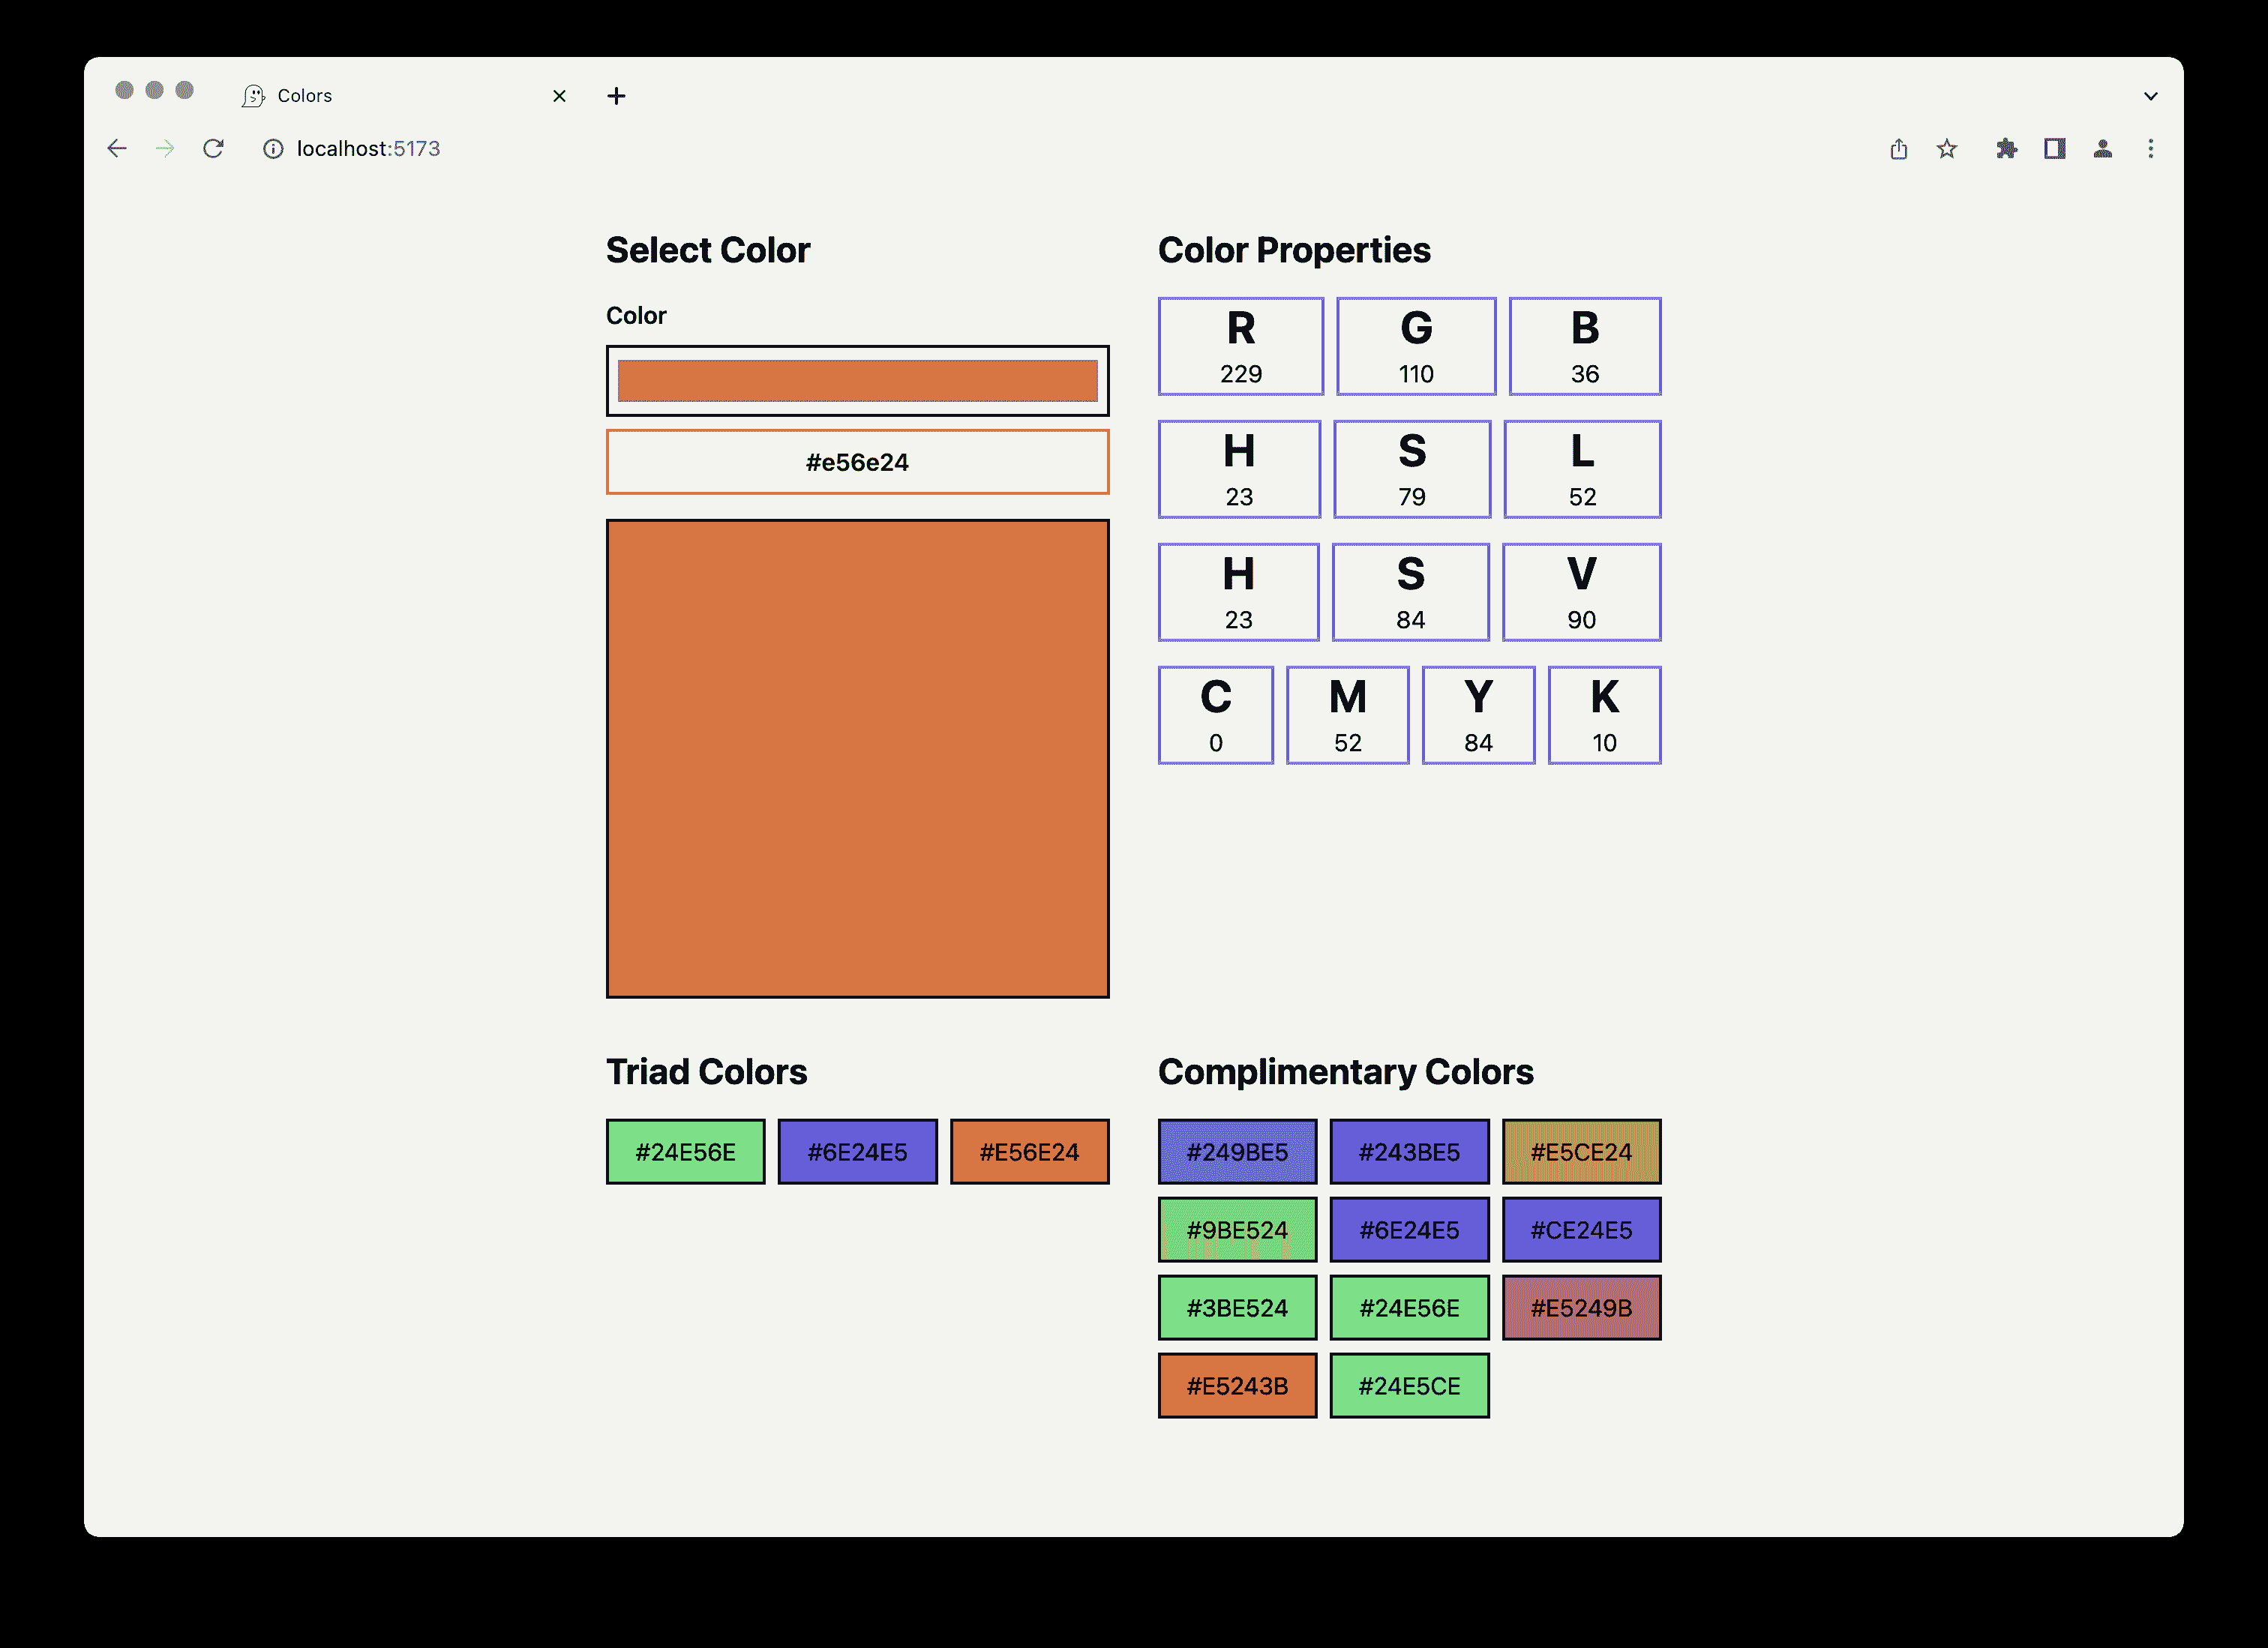 Colors
localhost:5173
Select Color
Color
#e56e24
Color Properties
R G B
229 110 36
H S L
23 79 52
H S V
23 84 90
C M Y K
0 52 84 10
Triad Colors
#24E56E #6E24E5 #E56E24
Complimentary Colors
#249BE5 #243BE5 #E5CE24
#9BE524 #6E24E5 #CE24E5
#3BE524 #24E56E #E5249B
#E5243B #24E5CE